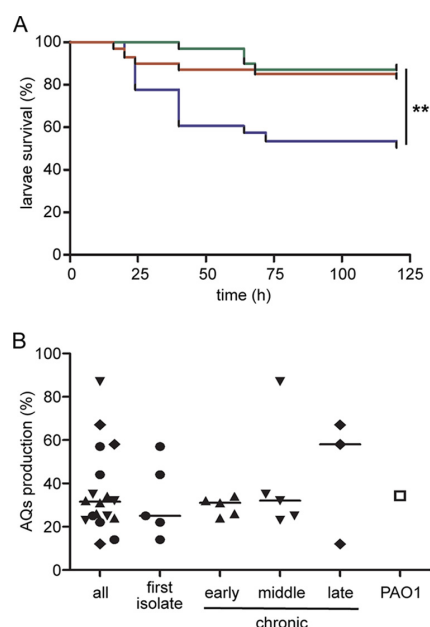 A
100
80
60
40
20
0
larvae survival (%)
**
0 25 50 75 100 125
time (h)
B
100
80
60
40
20
0
AQs production (%)
all first isolate early middle late PAO1
chronic